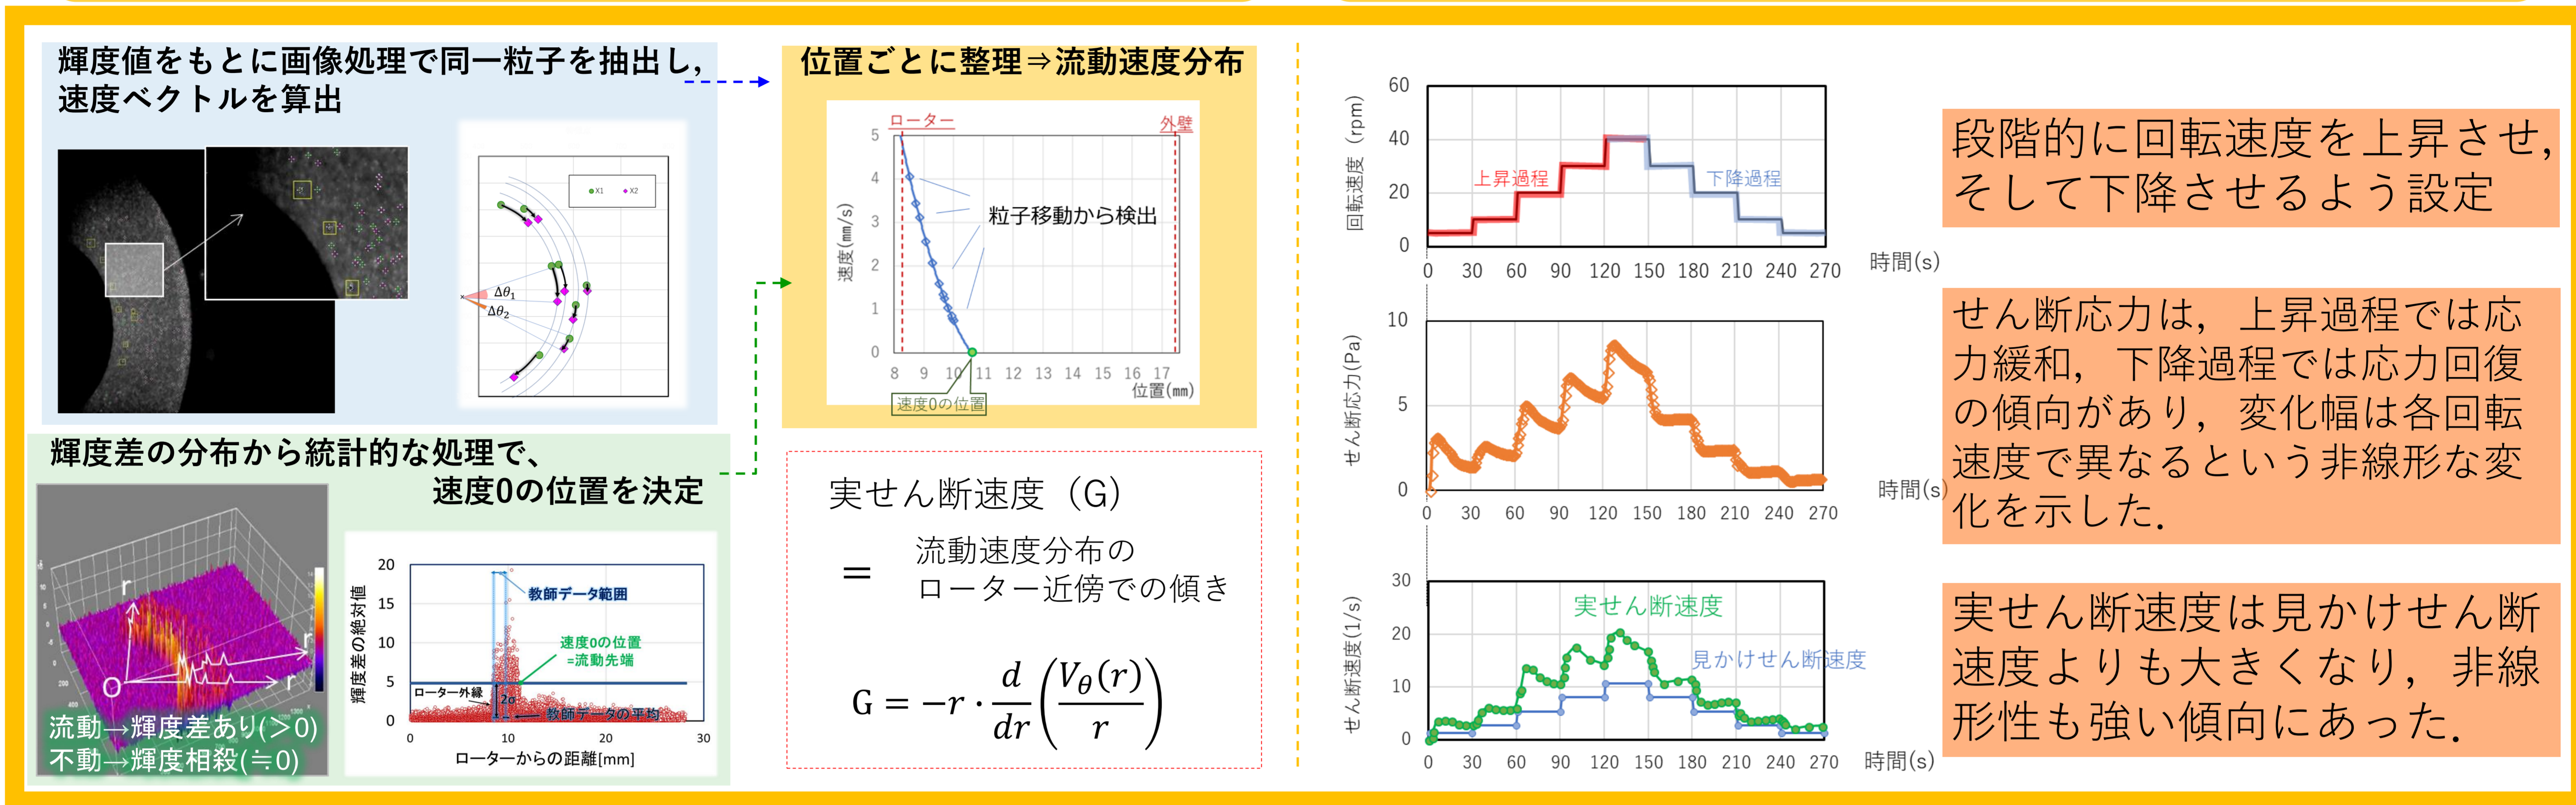 輝度値をもとに画像処理で同一粒子を抽出し,
速度ベクトルを算出
X1
X2
Δθ1
Δθ2
輝度差の分布から統計的な処理で、
速度0の位置を決定
r
r
r
O
流動→輝度差あり(>0)
不動→輝度相殺(≒0)
輝度差の絶対値
20
15
10
5
0
教師データ範囲
速度0の位置
=流動先端
ローター外縁
2σ
教師データの平均
0 10 20 30
ローターからの距離[mm]
位置ごとに整理⇒流動速度分布
ローター
外壁
速度(mm/s)
5
4
3
2
1
0
粒子移動から検出
8 9 10 11 12 13 14 15 16 17
位置(mm)
速度0の位置
実せん断速度（G）
= 流動速度分布の
ローター近傍での傾き
G = −r · d/dr (Vθ(r)/r)
回転速度（rpm)
60
40
20
0
上昇過程
下降過程
0 30 60 90 120 150 180 210 240 270
時間(s)
段階的に回転速度を上昇させ,
そして下降させるよう設定
せん断応力(Pa)
10
5
0
0 30 60 90 120 150 180 210 240 270
時間(s)
せん断応力は，上昇過程では応
力緩和，下降過程では応力回復
の傾向があり，変化幅は各回転
速度で異なるという非線形な変
化を示した．
せん断速度(1/s)
30
20
10
0
実せん断速度
見かけせん断速度
0 30 60 90 120 150 180 210 240 270
時間(s)
実せん断速度は見かけせん断
速度よりも大きくなり，非線
形性も強い傾向にあった．